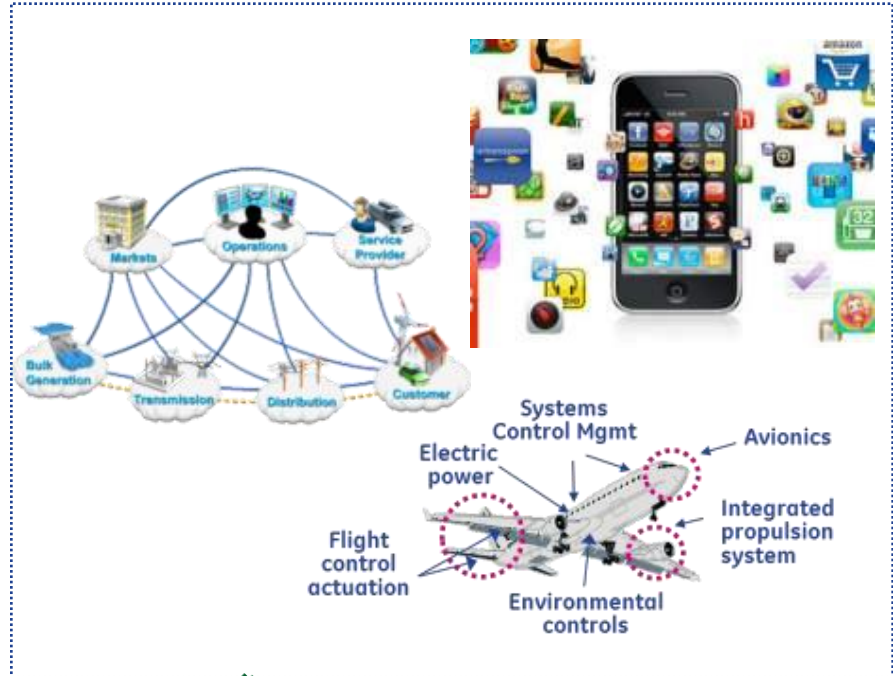 amazon
32
Markets
Operations
Service
Provider
Bulk
Generation
Transmission
Distribution
Customer
Systems
Control Mgmt
Avionics
Electric
power
Integrated
propulsion
system
Flight
control
actuation
Environmental
controls